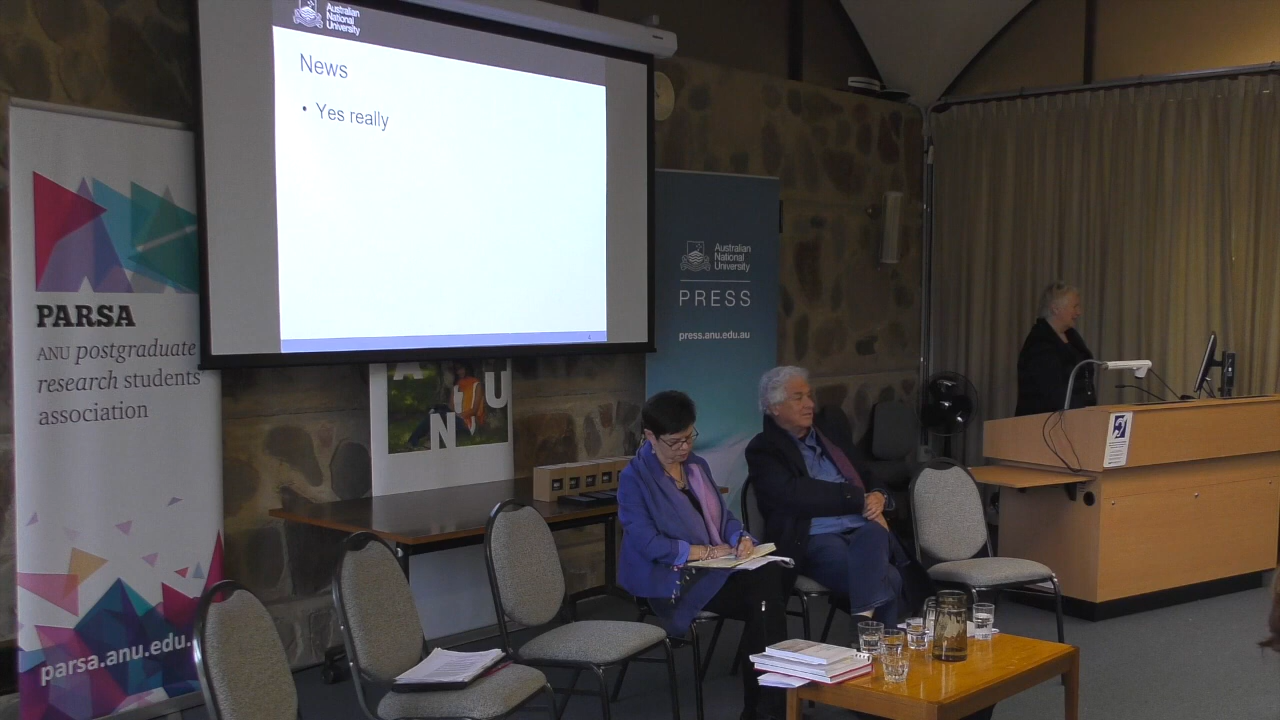 Australian
National
University
News
• Yes really
PARSA
ANU postgraduate
research students
association
parsa.anu.edu.
Australian
National
University
PRESS
press.anu.edu.au
A N U